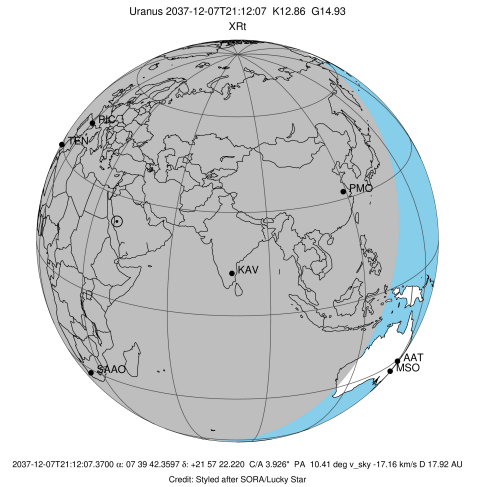 Uranus 2037-12-07T21:12:07 K12.86 G14.93
XRt
PIC
TEN
PMO
KAV
AAT
MSO
SAAO
2037-12-07T21:12:07.3700 α: 07 39 42.3597 δ: +21 57 22.220 C/A 3.926" PA 10.41 deg v_sky -17.16 km/s D 17.92 AU
Credit: Styled after SORA/Lucky Star